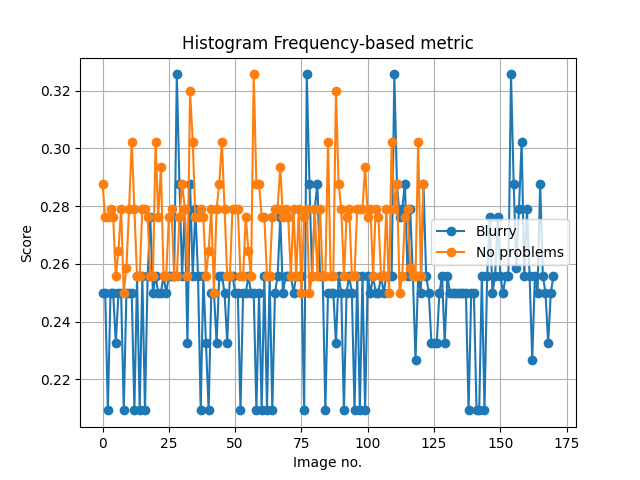 Histogram Frequency-based metric
0.32
0.30
0.28
0.26
0.24
0.22
Score
Blurry
No problems
0 25 50 75 100 125 150 175
Image no.